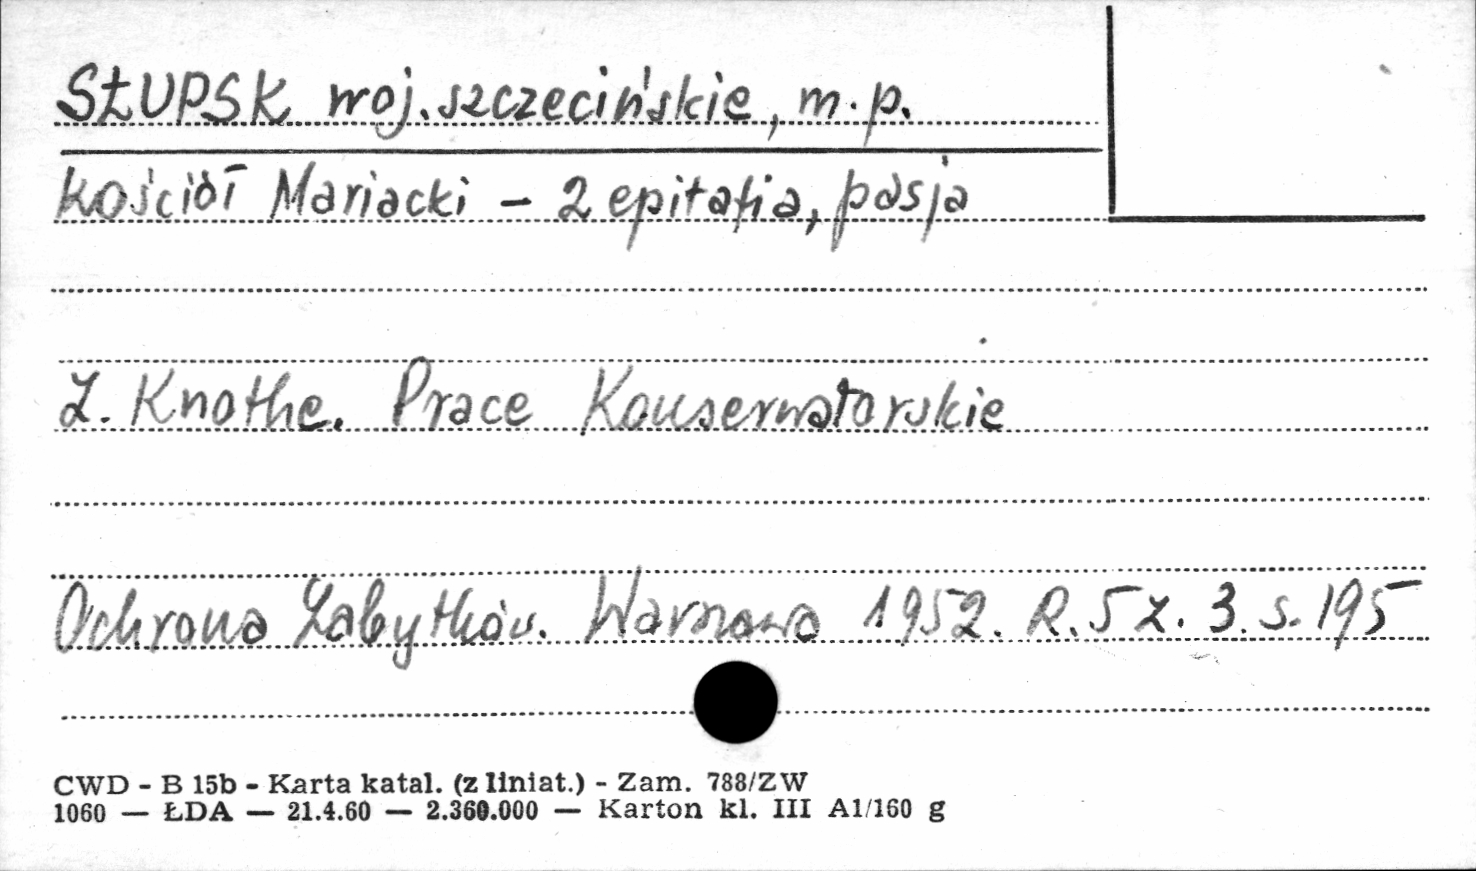 SŁUPSK woj. szczecińskie, m. p.
Kościół Mariacki - 2 epitafia, pasja
Z. Knothe. Prace Konserwatorskie
Ochrona Zabytków. Warszawa 1952. R. 5 z. 3. s. 195
CWD - B 15b - Karta katal. (z liniat.) - Zam. 788/ZW
1060 — ŁDA — 21.4.60 — 2.360.000 — Karton kl. III A1/160 g